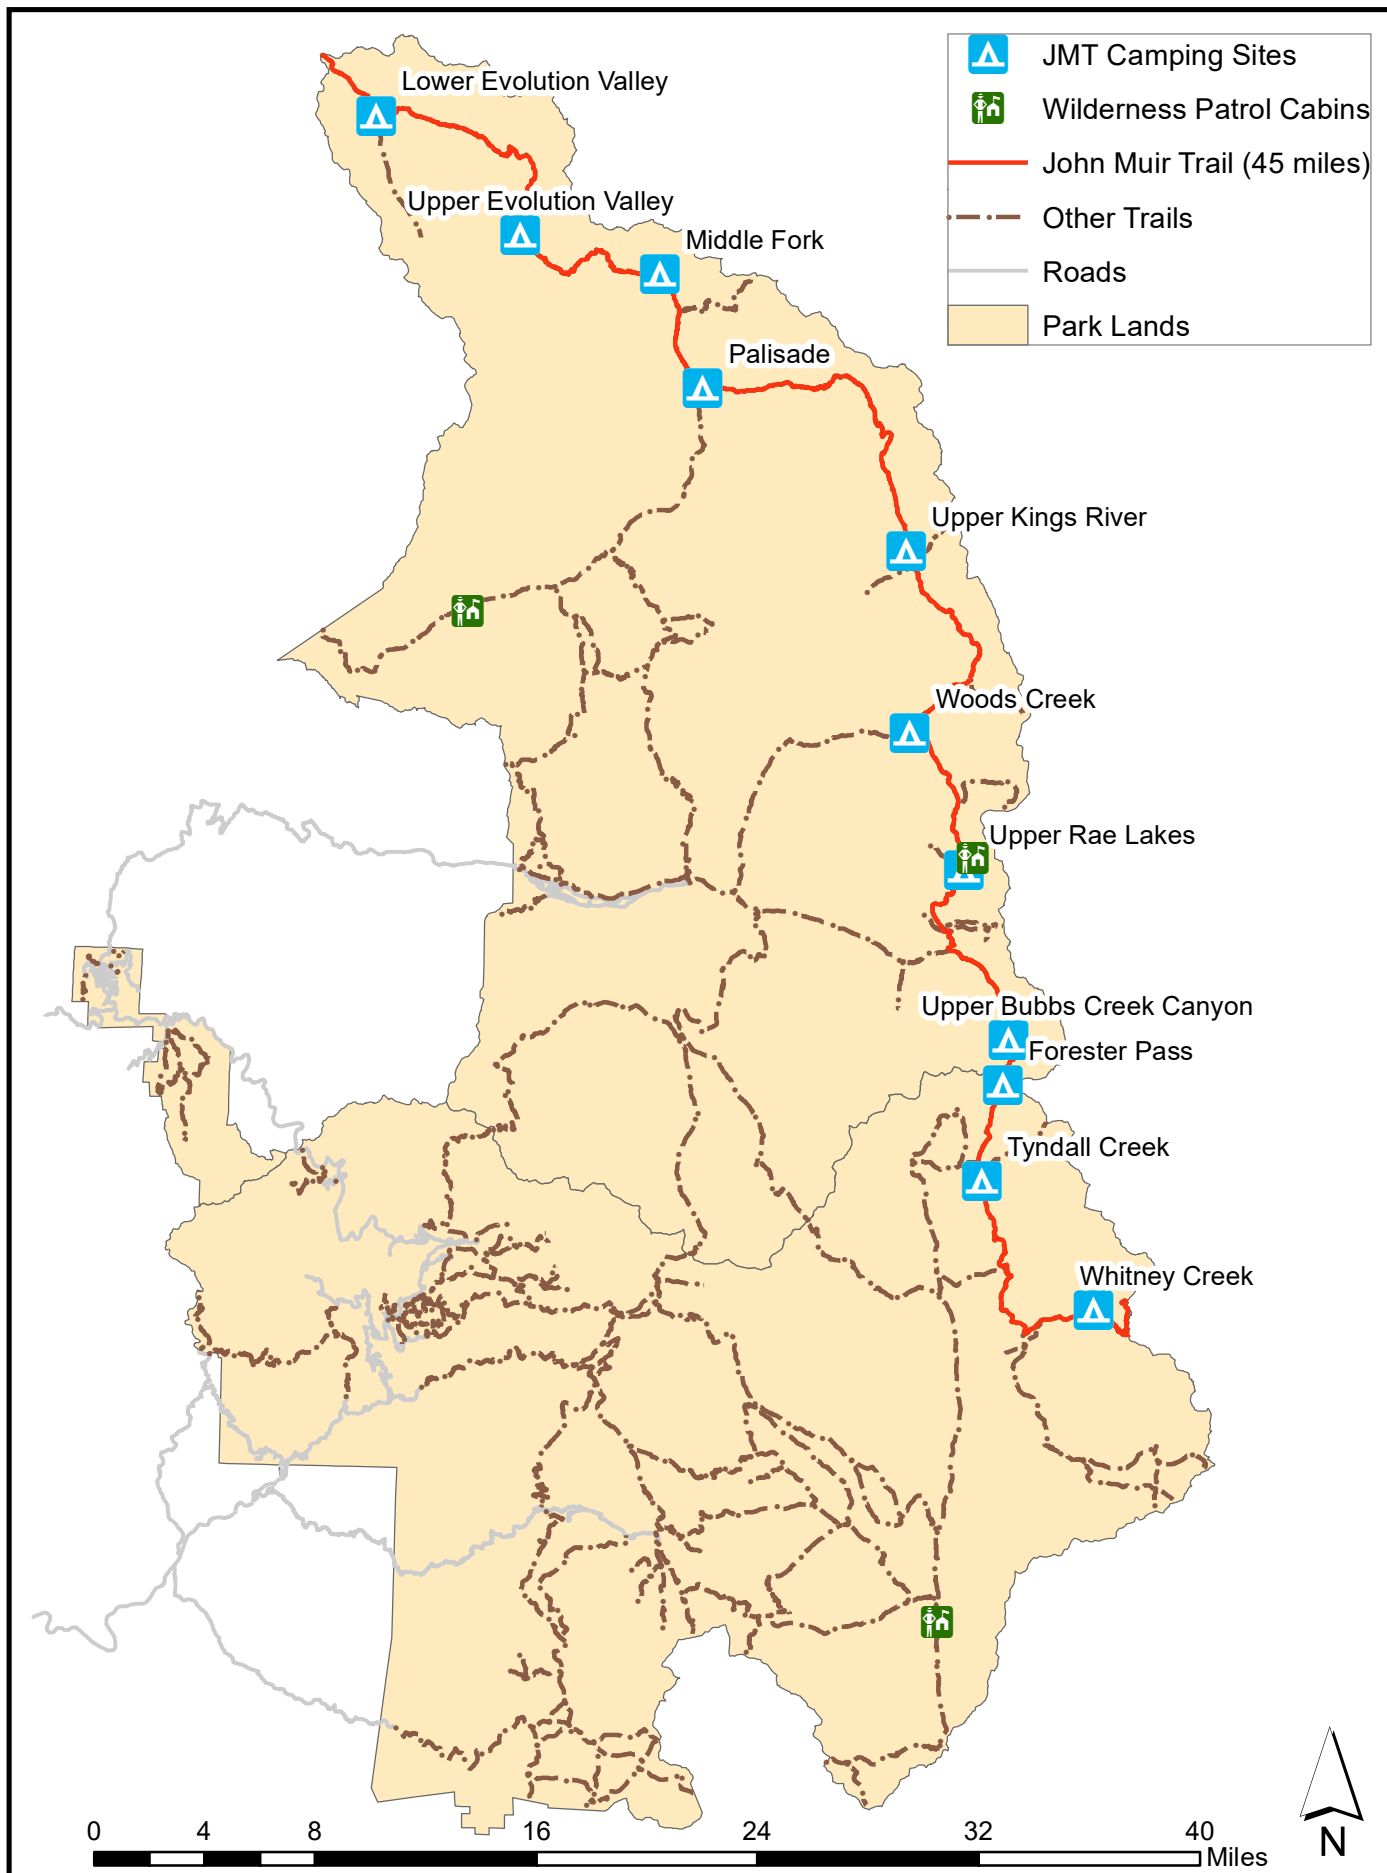 JMT Camping Sites
Wilderness Patrol Cabins
John Muir Trail (45 miles)
Other Trails
Roads
Park Lands
Lower Evolution Valley
Upper Evolution Valley
Middle Fork
Palisade
Upper Kings River
Woods Creek
Upper Rae Lakes
Upper Bubbs Creek Canyon
Forester Pass
Tyndall Creek
Whitney Creek
N
0 4 8 16 24 32 40
Miles